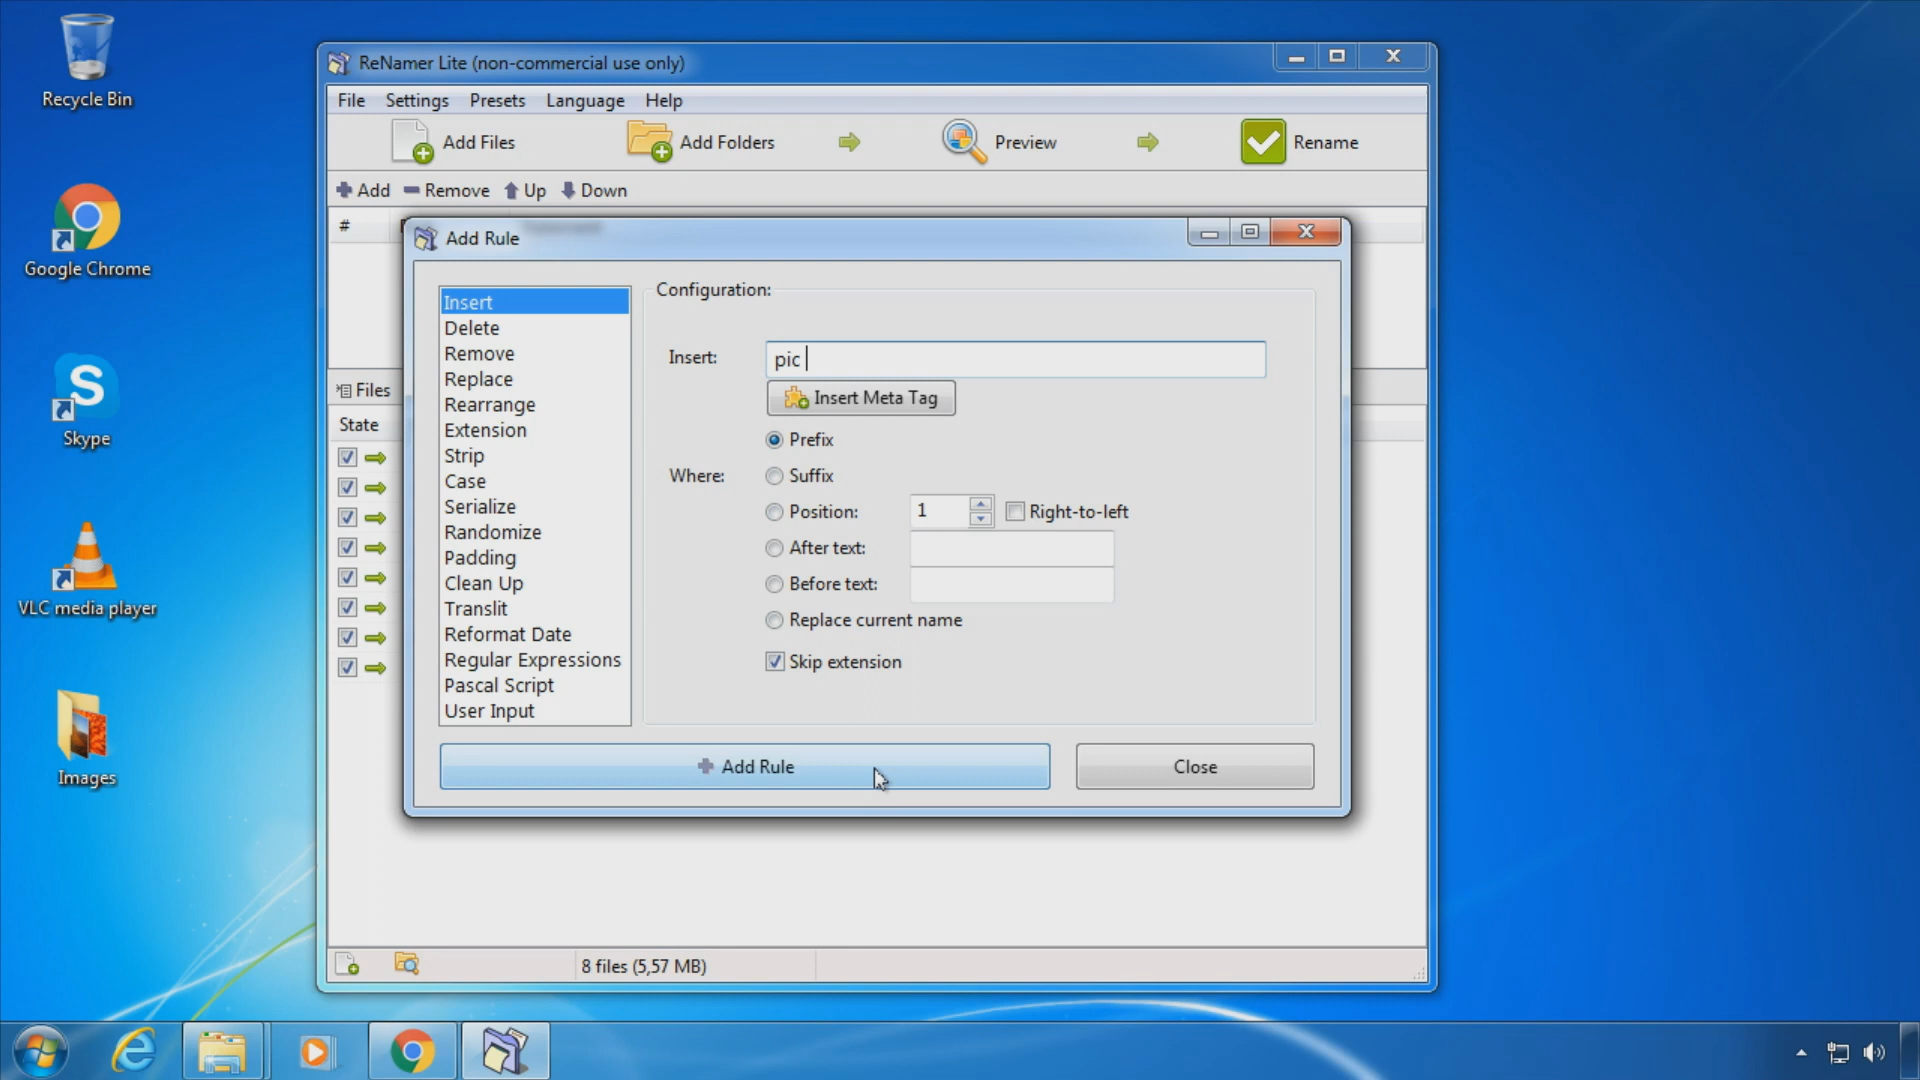 Recycle Bin
Google Chrome
Skype
VLC media player
Images
ReNamer Lite (non-commercial use only)
File Settings Presets Language Help
Add Files Add Folders Preview Rename
Add Remove Up Down
#
Files
State
8 files (5,57 MB)
Add Rule
Insert
Delete
Remove
Replace
Rearrange
Extension
Strip
Case
Serialize
Randomize
Padding
Clean Up
Translit
Reformat Date
Regular Expressions
Pascal Script
User Input
Configuration:
Insert: pic
Insert Meta Tag
Where:
Prefix
Suffix
Position: 1 Right-to-left
After text:
Before text:
Replace current name
Skip extension
Add Rule Close